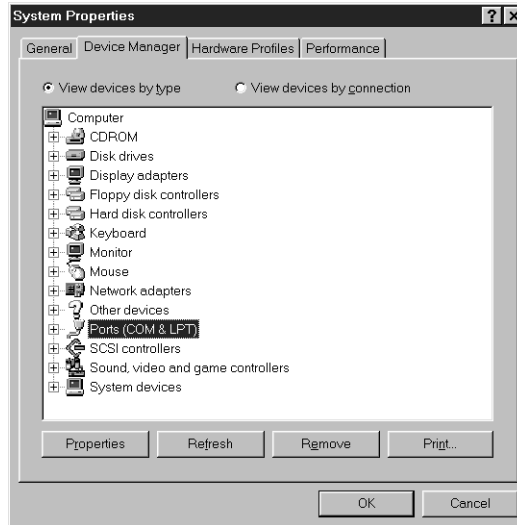 System Properties
General Device Manager Hardware Profiles Performance
View devices by type View devices by connection
Computer
CDROM
Disk drives
Display adapters
Floppy disk controllers
Hard disk controllers
Keyboard
Monitor
Mouse
Network adapters
Other devices
Ports (COM & LPT)
SCSI controllers
Sound, video and game controllers
System devices
Properties Refresh Remove Print...
OK Cancel